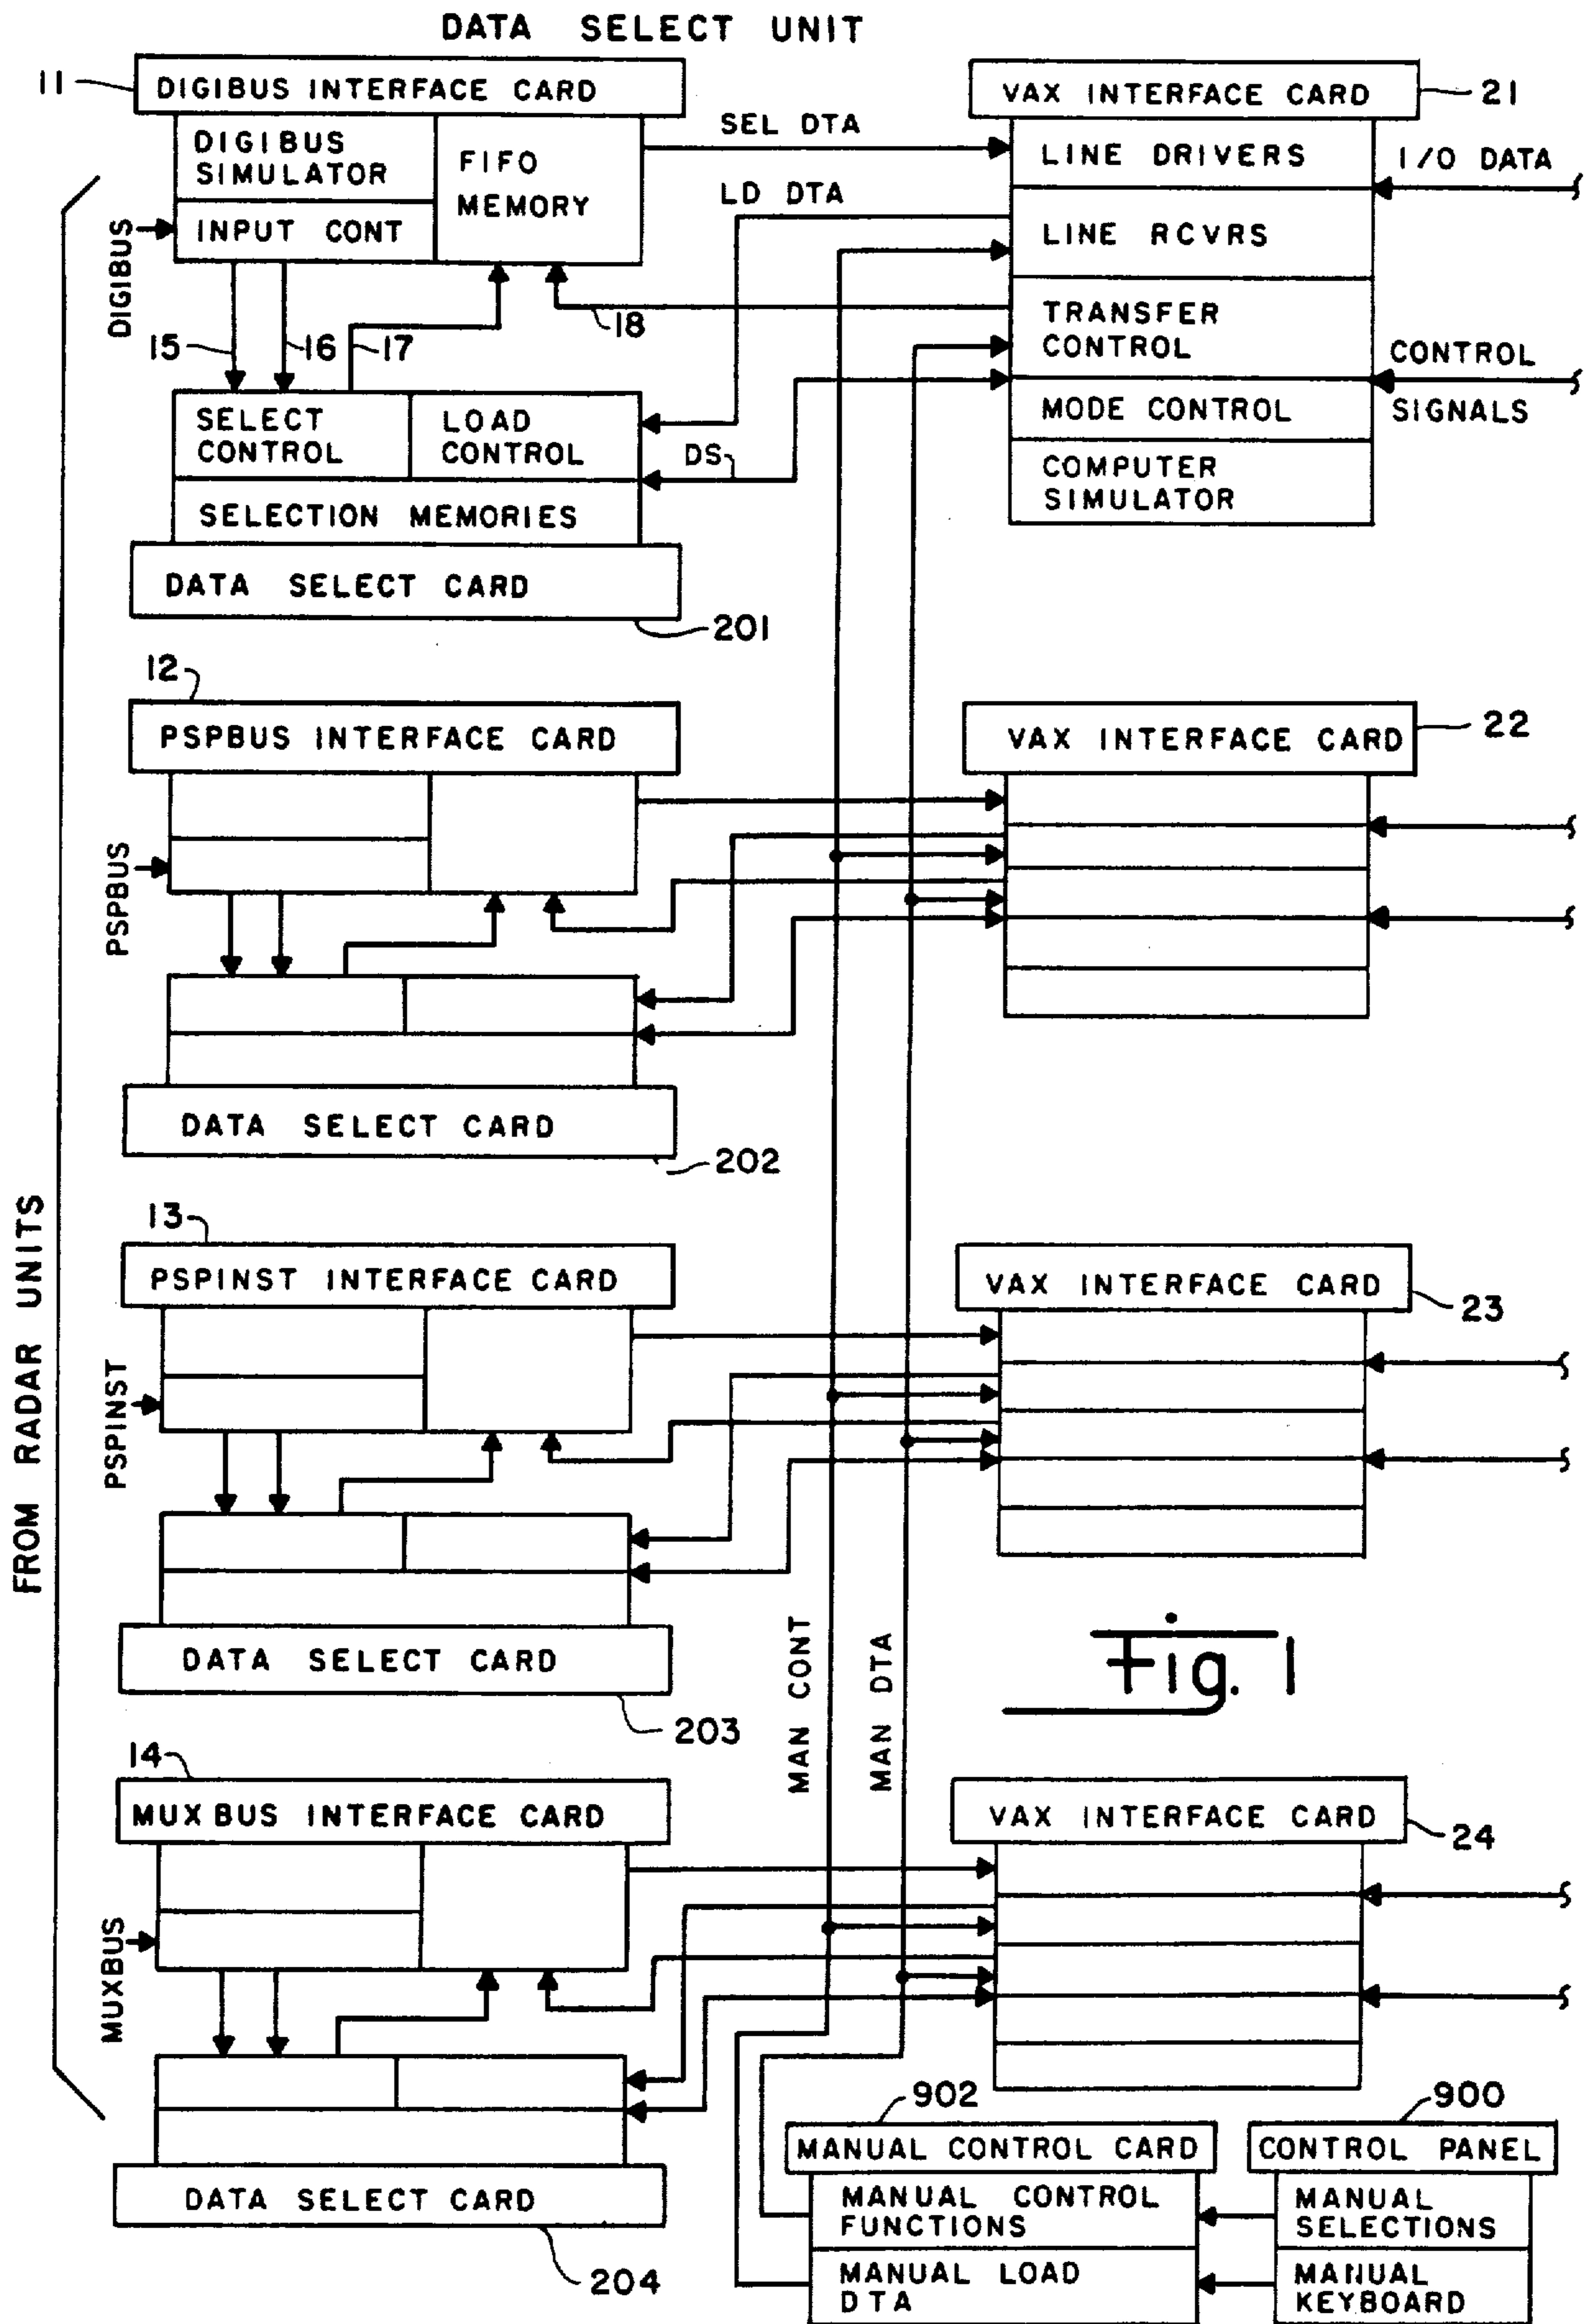 DATA SELECT UNIT
11
DIGIBUS INTERFACE CARD
DIGIBUS
SIMULATOR
INPUT CONT
FIFO
MEMORY
DIGIBUS
15
16
17
18
SELECT
CONTROL
LOAD
CONTROL
SELECTION MEMORIES
DATA SELECT CARD
201
SEL DTA
LD DTA
DS
VAX INTERFACE CARD
21
LINE DRIVERS
LINE RCVRS
TRANSFER
CONTROL
MODE CONTROL
COMPUTER
SIMULATOR
I/O DATA
CONTROL
SIGNALS
12
PSPBUS INTERFACE CARD
PSPBUS
DATA SELECT CARD
202
VAX INTERFACE CARD
22
FROM RADAR UNITS
13
PSPINST INTERFACE CARD
PSPINST
DATA SELECT CARD
203
VAX INTERFACE CARD
23
MAN CONT
MAN DTA
Fig. 1
14
MUXBUS INTERFACE CARD
MUXBUS
DATA SELECT CARD
204
VAX INTERFACE CARD
24
902
MANUAL CONTROL CARD
MANUAL CONTROL
FUNCTIONS
MANUAL LOAD
DTA
900
CONTROL PANEL
MANUAL
SELECTIONS
MANUAL
KEYBOARD